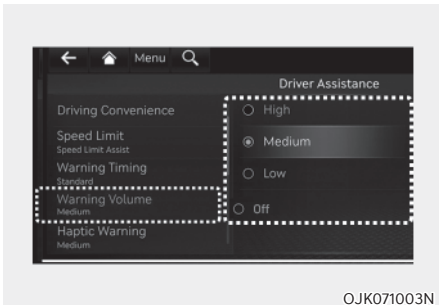 Menu
Driver Assistance
Driving Convenience
Speed Limit
Speed Limit Assist
Warning Timing
Standard
Warning Volume
Medium
Haptic Warning
Medium
High
Medium
Low
Off
OJK071003N